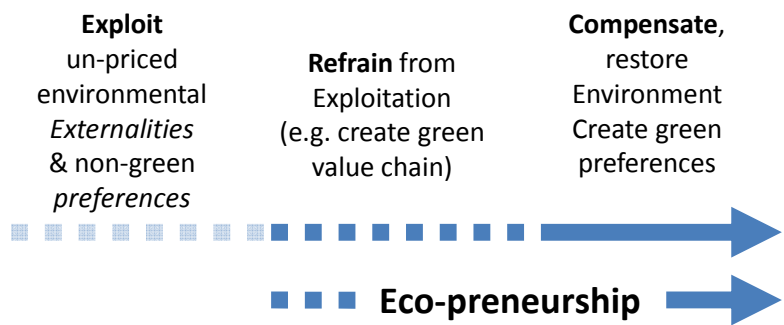 Exploit
un-priced
environmental
Externalities
& non-green
preferences
Refrain from
Exploitation
(e.g. create green
value chain)
Compensate,
restore
Environment
Create green
preferences
Eco-preneurship